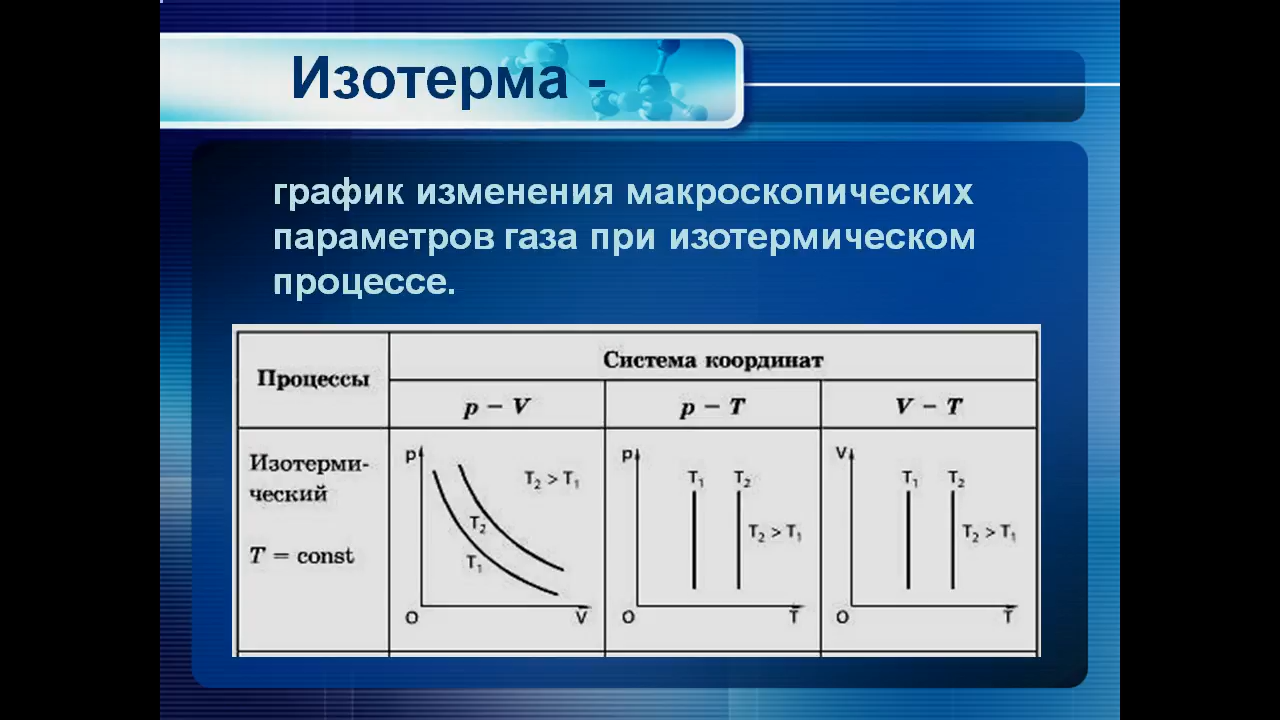 Изотерма -
график изменения макроскопических
параметров газа при изотермическом
процессе.
Процессы
Система координат
p – V
p – T
V – T
Изотерми-
ческий
T = const
P
T₂ > T₁
T₂
T₁
O
V
P
T₁ T₂
T₂ > T₁
O
T
V
T₁ T₂
T₂ > T₁
O
T